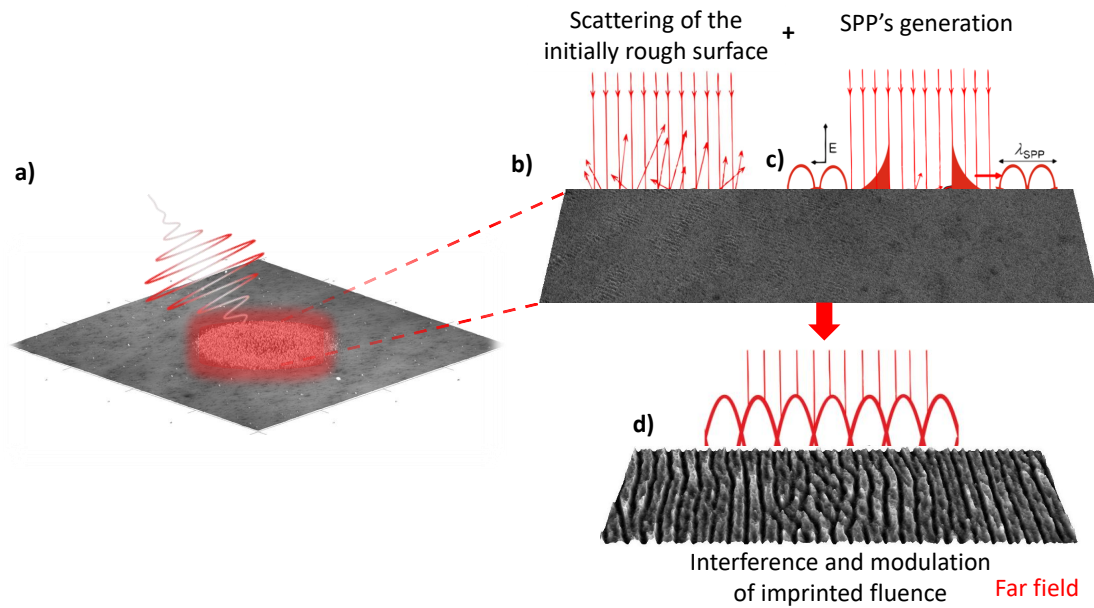 Scattering of the
initially rough surface
+
SPP's generation
a)
b)
E
c)
λSPP
d)
Interference and modulation
of imprinted fluence
Far field